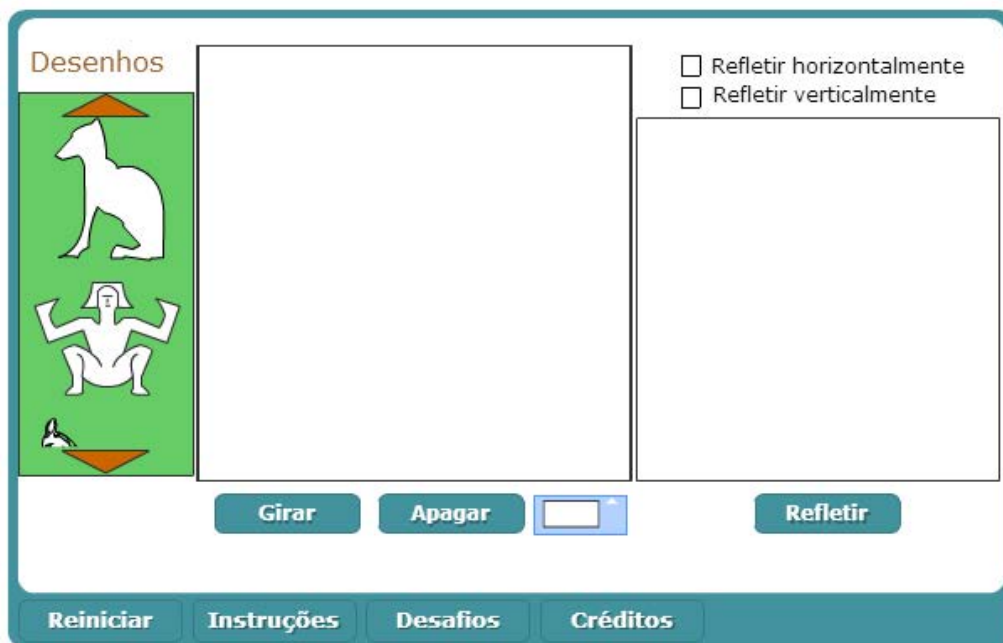 Desenhos
Refletir horizontalmente
Refletir verticalmente
Girar
Apagar
Refletir
Reiniciar
Instruções
Desafios
Créditos